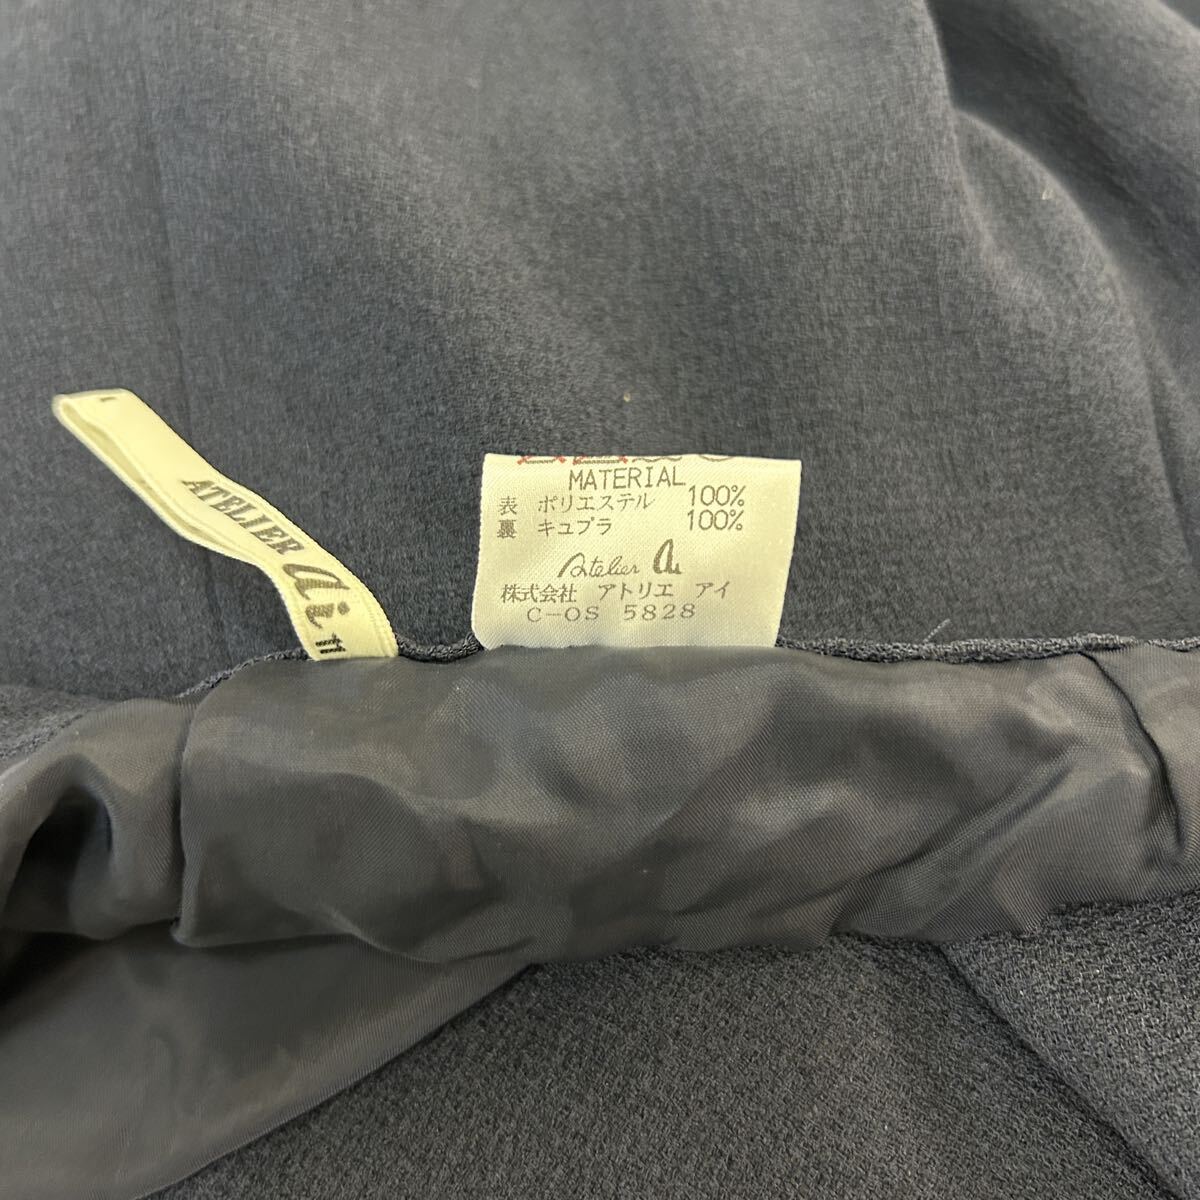 ATELIER ai 11
MATERIAL
表 ポリエステル 100%
裏 キュプラ 100%
Atelier ai
株式会社 アトリエ アイ
C-OS 5828